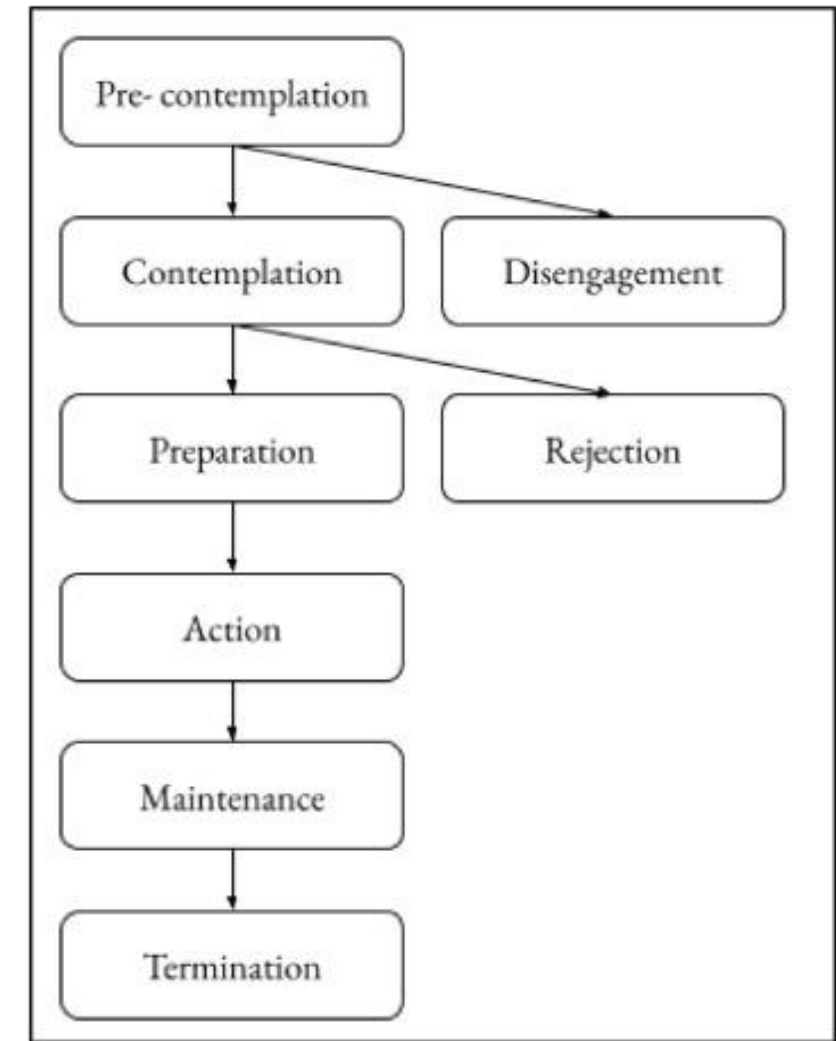 Pre- contemplation
Contemplation
Disengagement
Preparation
Rejection
Action
Maintenance
Termination